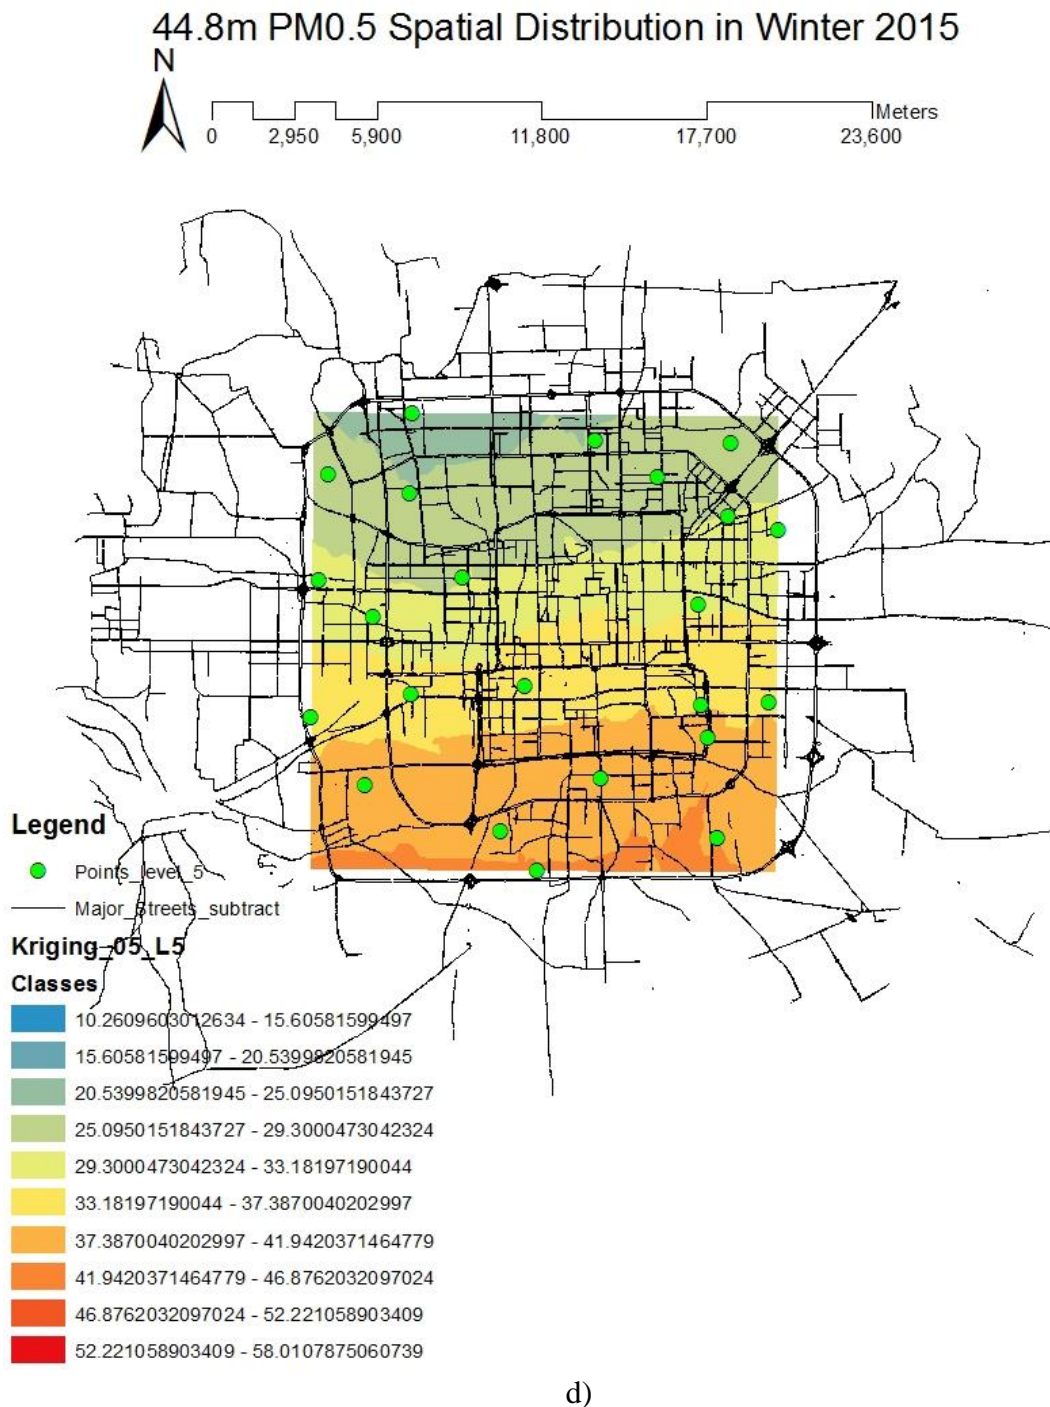 44.8m PM0.5 Spatial Distribution in Winter 2015
N
Meters
0 2,950 5,900 11,800 17,700 23,600
Legend
Points_level_5
Major_Streets_subtract
Kriging_05_L5
Classes
10.2609603012634 - 15.60581599497
15.60581599497 - 20.5399820581945
20.5399820581945 - 25.0950151843727
25.0950151843727 - 29.3000473042324
29.3000473042324 - 33.18197190044
33.18197190044 - 37.3870040202997
37.3870040202997 - 41.9420371464779
41.9420371464779 - 46.8762032097024
46.8762032097024 - 52.221058903409
52.221058903409 - 58.0107875060739
d)